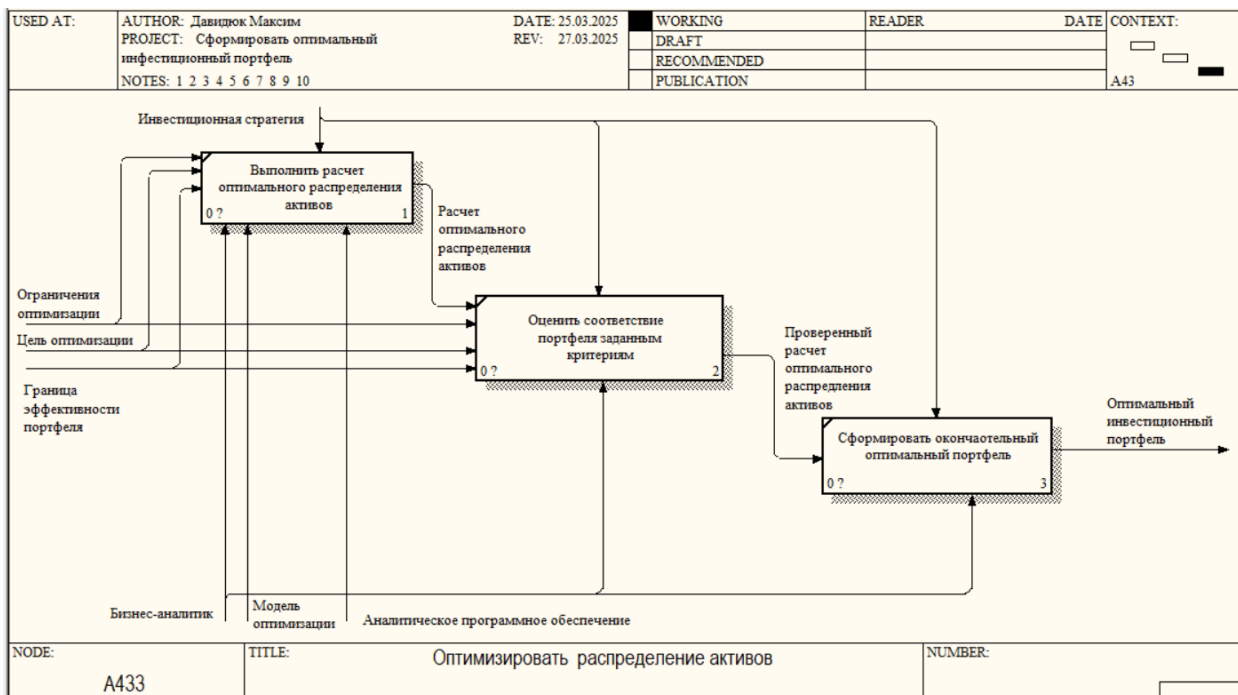 USED AT:
AUTHOR: Давидюк Максим
DATE: 25.03.2025
PROJECT: Сформировать оптимальный
REV: 27.03.2025
инфестиционный портфель
NOTES: 1 2 3 4 5 6 7 8 9 10
WORKING
DRAFT
RECOMMENDED
PUBLICATION
READER
DATE
CONTEXT:
A43
Инвестиционная стратегия
Выполнить расчет
оптимального распределения
активов
0 ?
1
Расчет
оптимального
распределения
активов
Ограничения
оптимизации
Цель оптимизации
Граница
эффективности
портфеля
Оценить соответствие
портфеля заданным
критериям
0 ?
2
Проверенный
расчет
оптимального
распредления
активов
Сформировать окончаотельный
оптимальный портфель
0 ?
3
Оптимальный
инвестиционный
портфель
Бизнес-аналитик
Модель
оптимизации
Аналитическое программное обеспечение
NODE:
A433
TITLE:
Оптимизировать распределение активов
NUMBER: